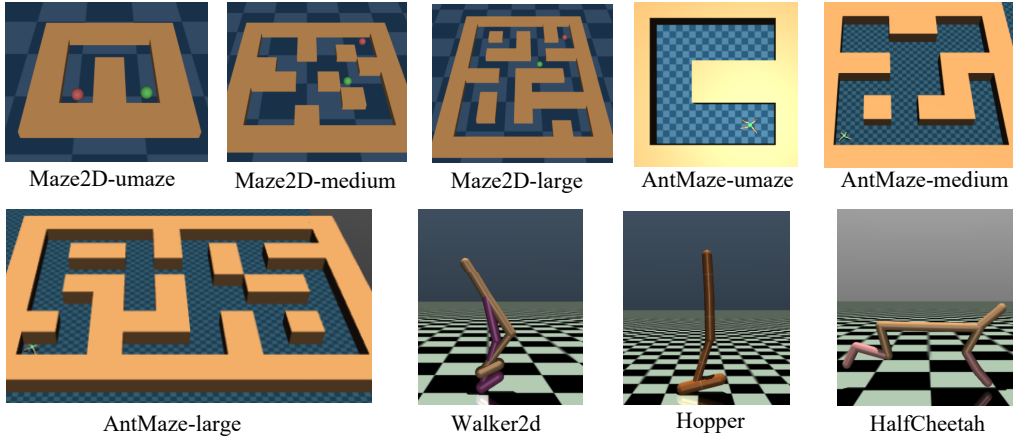 Maze2D-umaze
Maze2D-medium
Maze2D-large
AntMaze-umaze
AntMaze-medium
AntMaze-large
Walker2d
Hopper
HalfCheetah